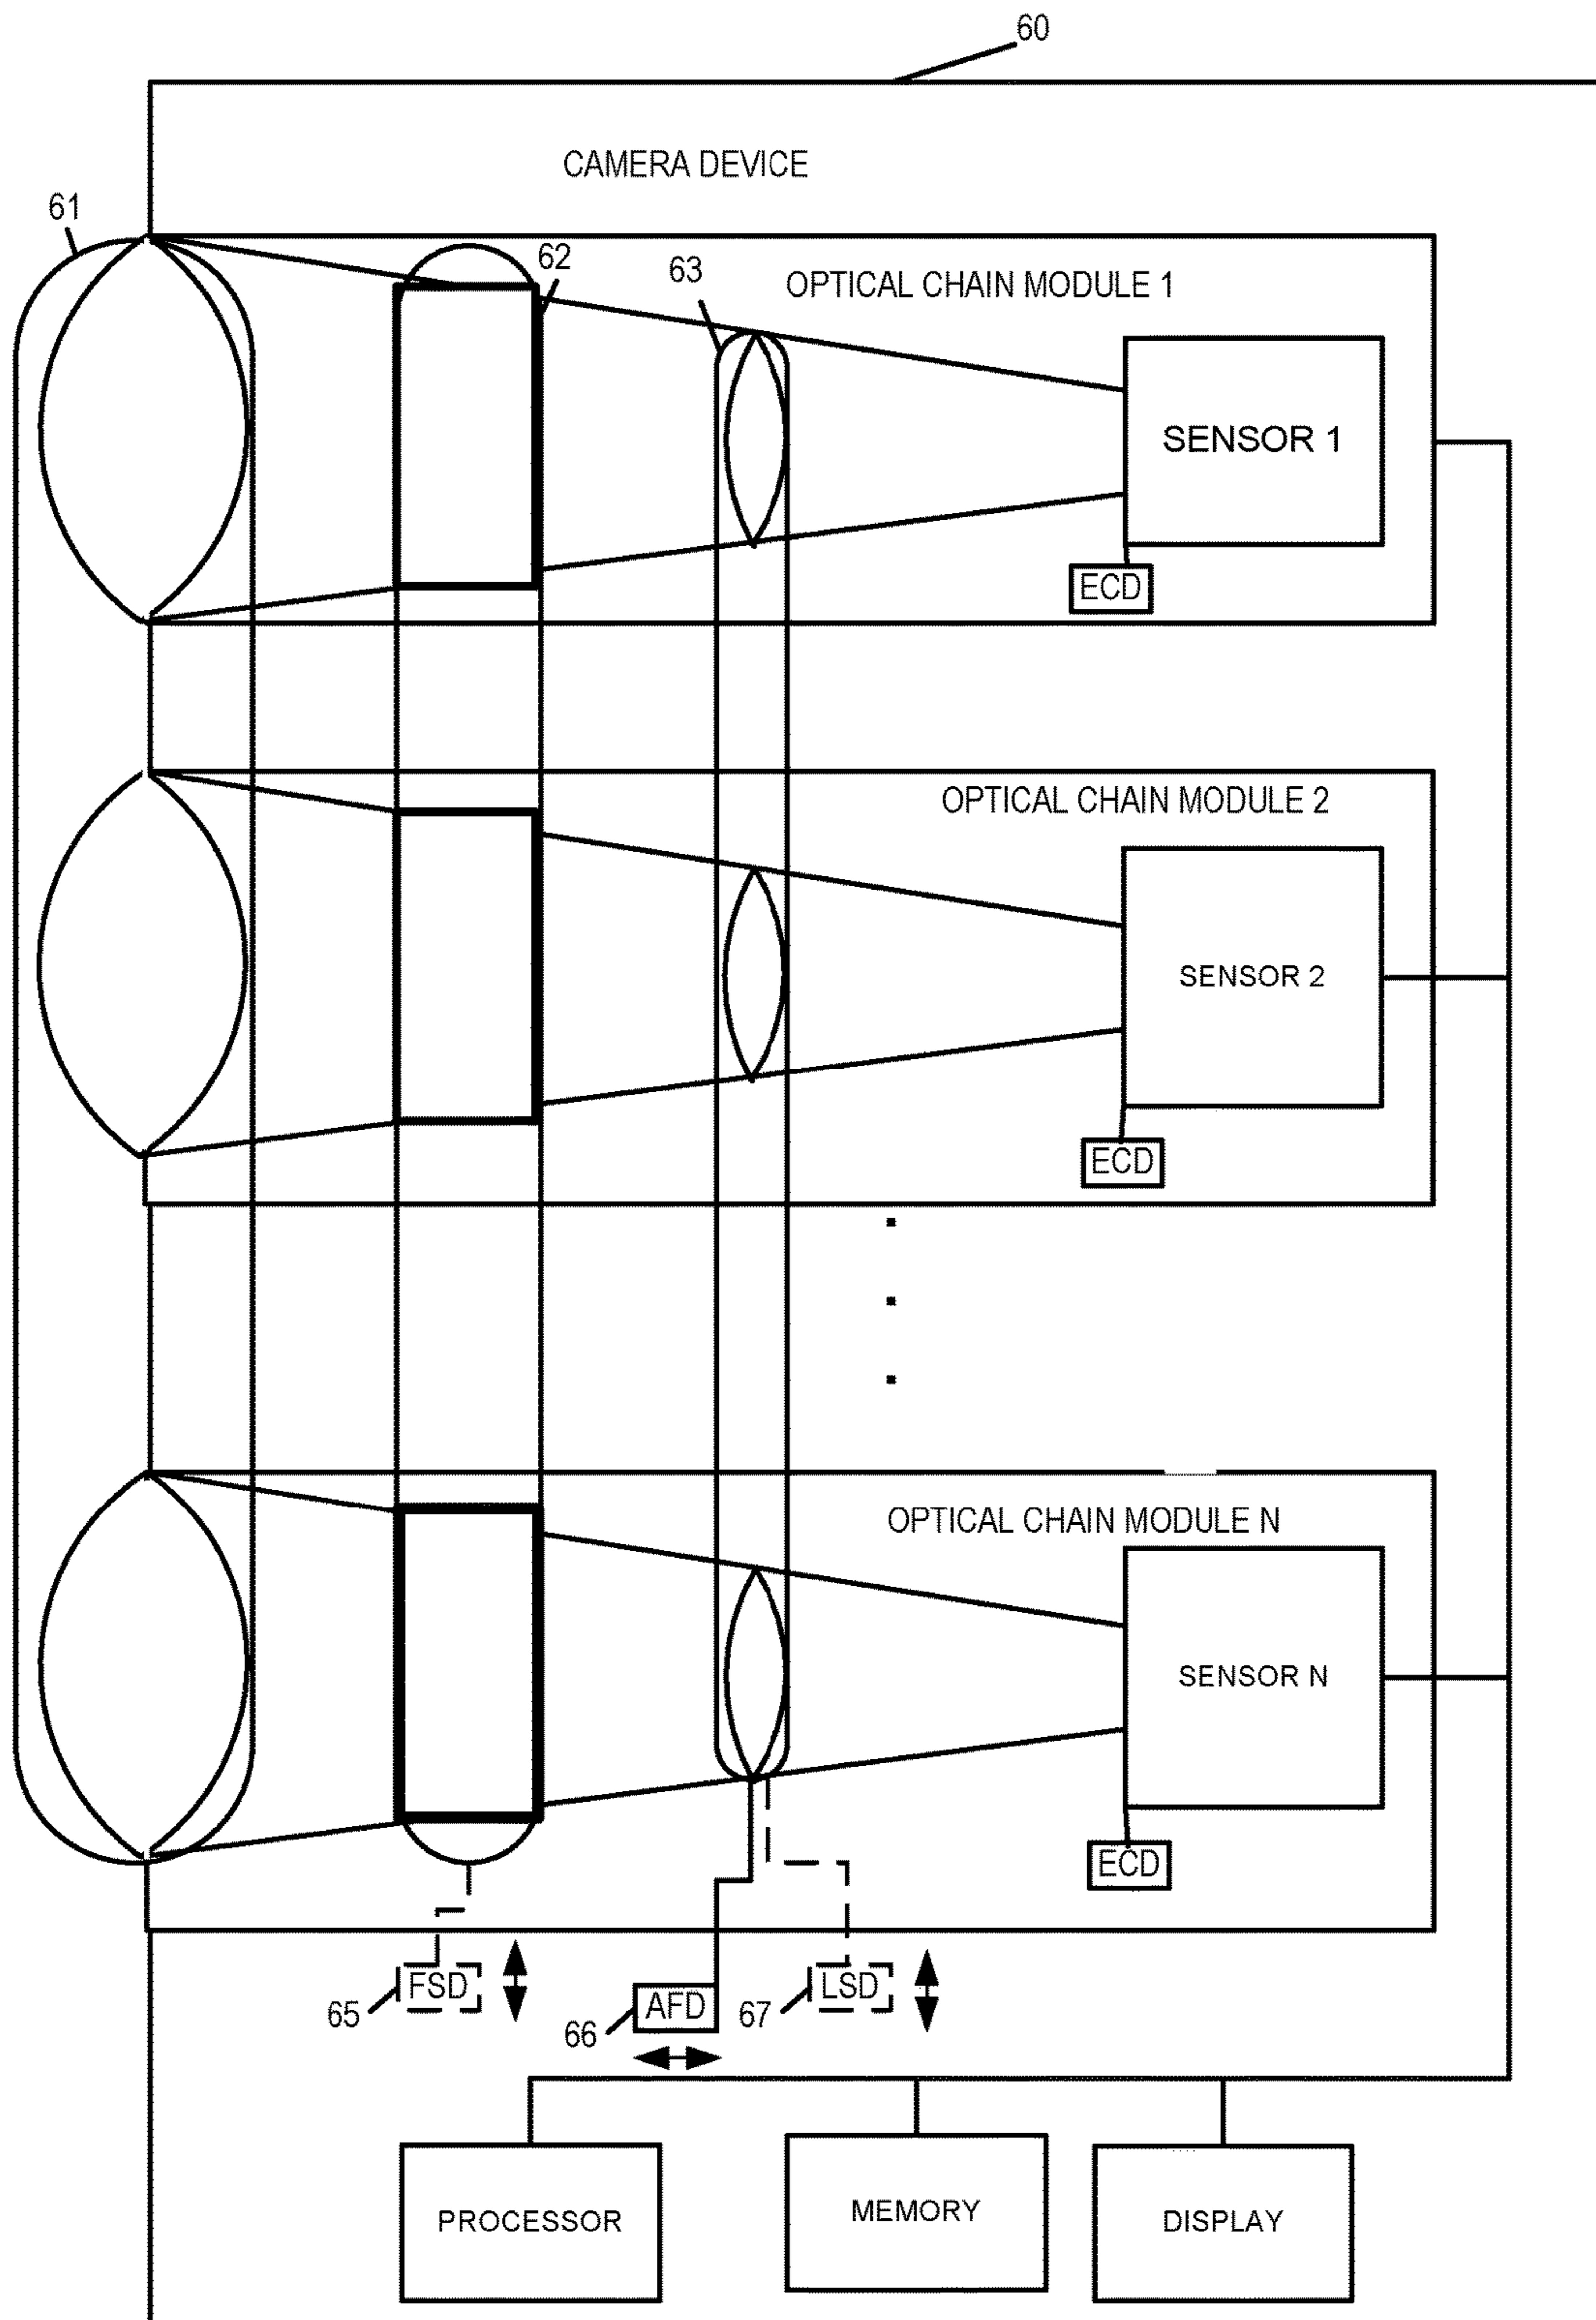 60
CAMERA DEVICE
61
62
63
OPTICAL CHAIN MODULE 1
SENSOR 1
ECD
OPTICAL CHAIN MODULE 2
SENSOR 2
ECD
OPTICAL CHAIN MODULE N
SENSOR N
ECD
65
FSD
66
AFD
67
LSD
PROCESSOR
MEMORY
DISPLAY